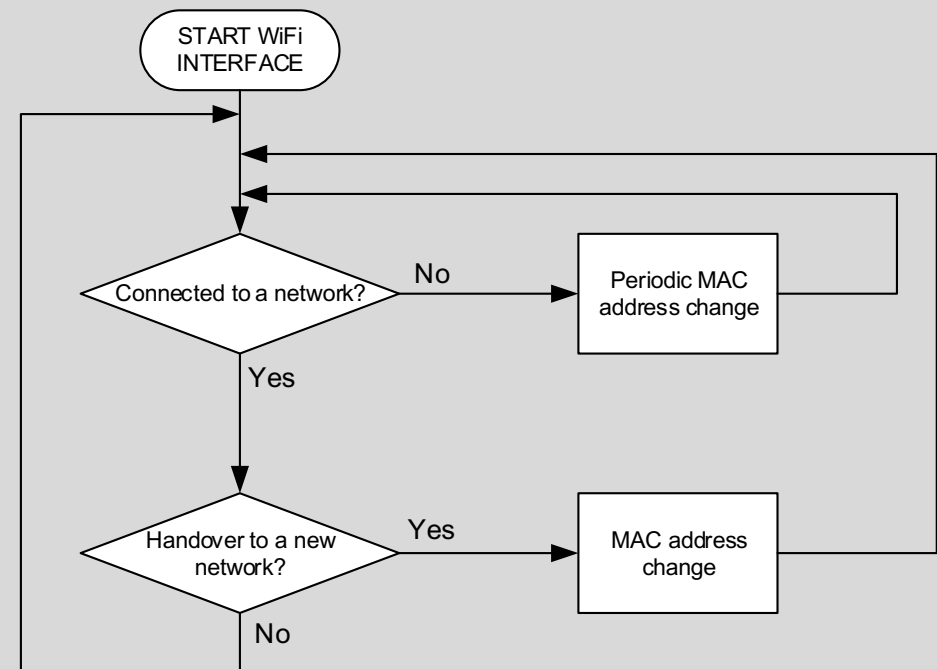 START WiFi
INTERFACE
Connected to a network?
No
Periodic MAC
address change
Yes
Handover to a new
network?
Yes
MAC address
change
No